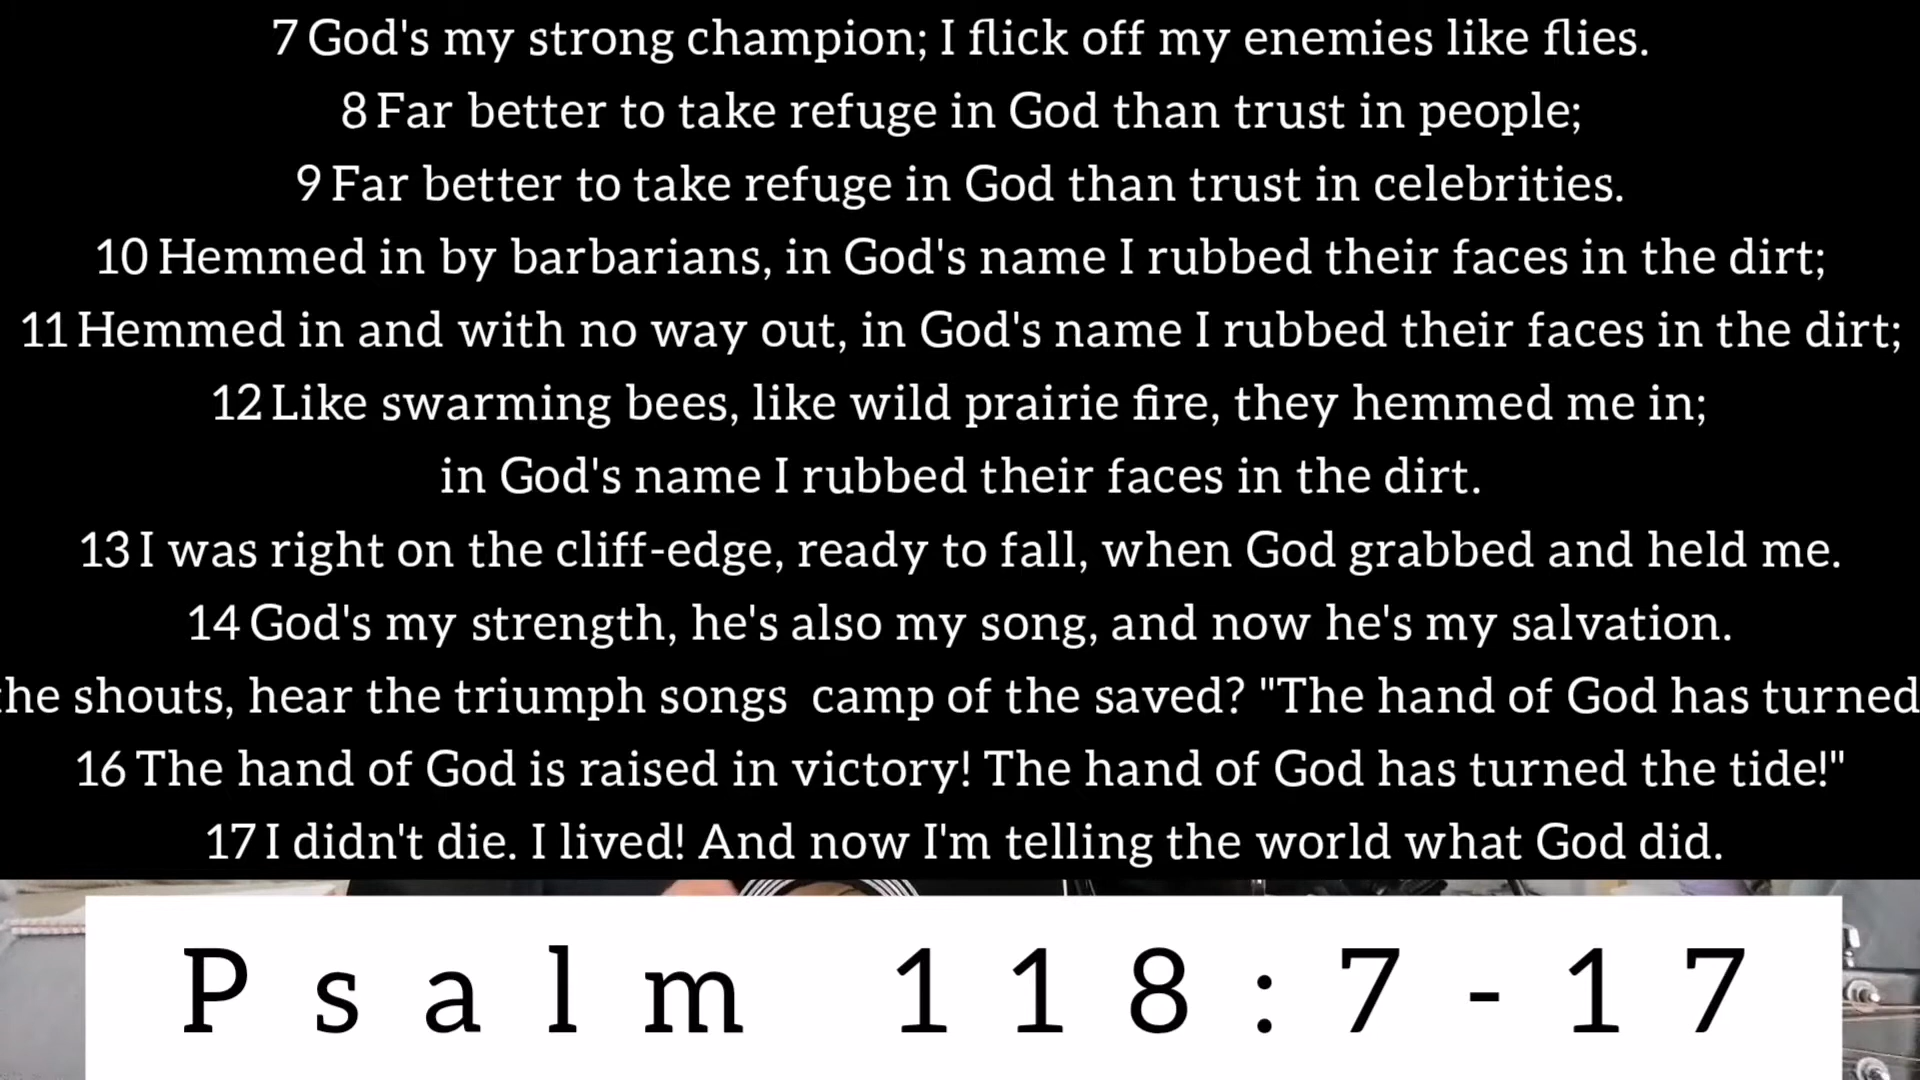 7 God's my strong champion; I flick off my enemies like flies.
8 Far better to take refuge in God than trust in people;
9 Far better to take refuge in God than trust in celebrities.
10 Hemmed in by barbarians, in God's name I rubbed their faces in the dirt;
11 Hemmed in and with no way out, in God's name I rubbed their faces in the dirt;
12 Like swarming bees, like wild prairie fire, they hemmed me in;
in God's name I rubbed their faces in the dirt.
13 I was right on the cliff-edge, ready to fall, when God grabbed and held me.
14 God's my strength, he's also my song, and now he's my salvation.
he shouts, hear the triumph songs camp of the saved? "The hand of God has turned
16 The hand of God is raised in victory! The hand of God has turned the tide!"
17 I didn't die. I lived! And now I'm telling the world what God did.
Psalm 118:7-17